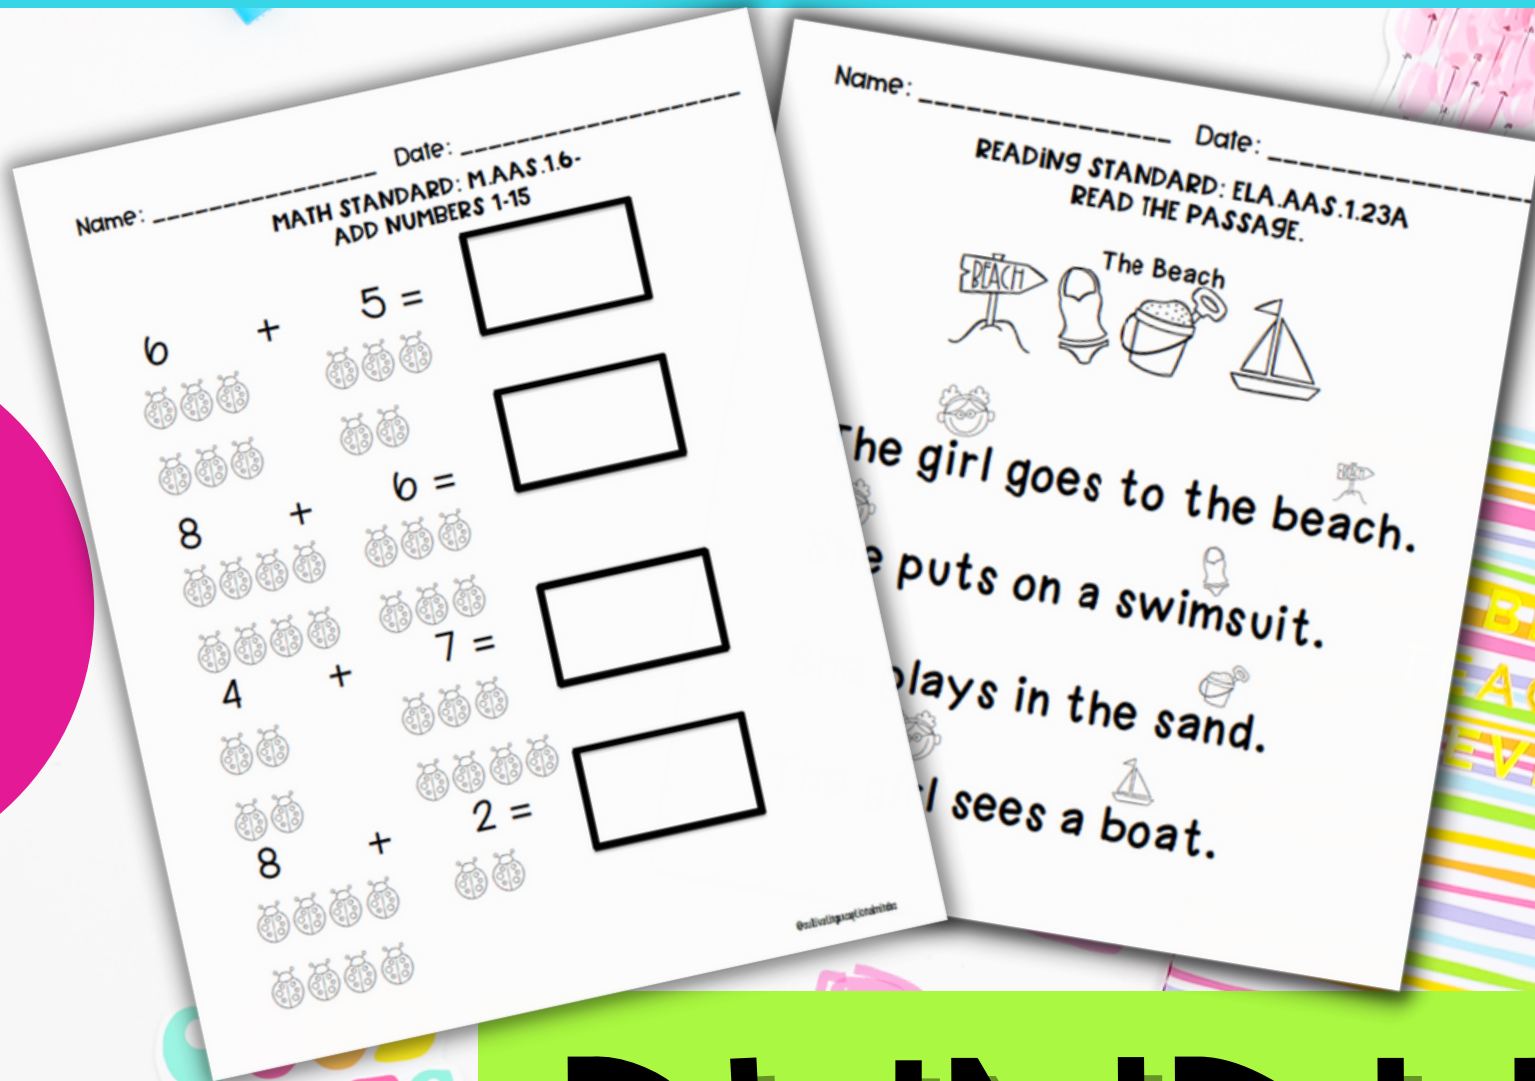 Name: Date:
MATH STANDARD: M.AAS.1.6-
ADD NUMBERS 1-15
6 + 5 =
8 + 6 =
4 + 7 =
8 + 2 =
Name: Date:
READING STANDARD: ELA.AAS.1.23A
READ THE PASSAGE.
The Beach
BEACH
The girl goes to the beach.
puts on a swimsuit.
plays in the sand.
sees a boat.